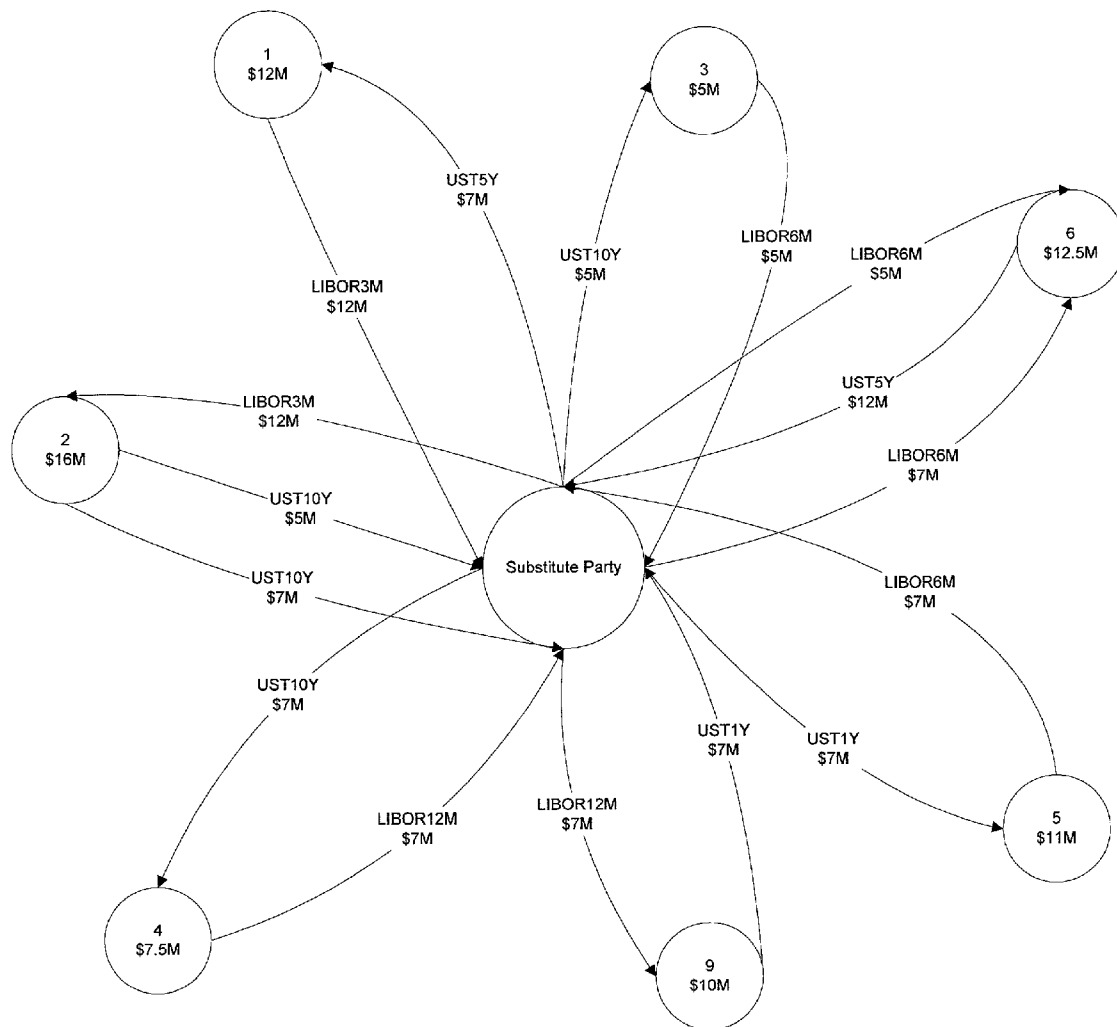 1
$12M
3
$5M
UST5Y
$7M
6
$12.5M
LIBOR6M
$5M
UST10Y
$5M
LIBOR6M
$5M
LIBOR3M
$12M
UST5Y
$12M
LIBOR3M
$12M
2
$16M
LIBOR6M
$7M
UST10Y
$5M
Substitute Party
UST10Y
$7M
LIBOR6M
$7M
UST10Y
$7M
UST1Y
$7M
UST1Y
$7M
LIBOR12M
$7M
LIBOR12M
$7M
5
$11M
4
$7.5M
9
$10M